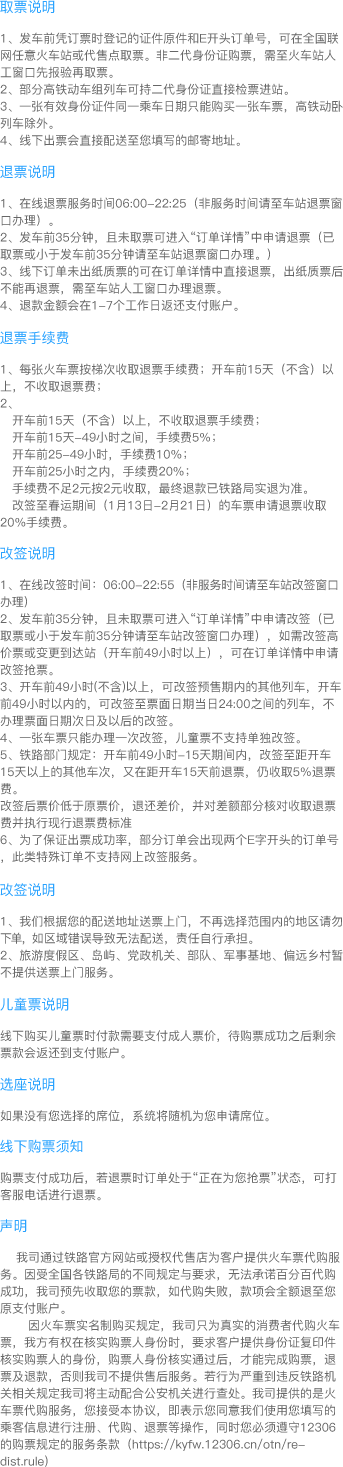 取票说明
1、发车前凭订票时登记的证件原件和E开头订单号，可在全国联
网任意火车站或代售点取票。非二代身份证购票，需至火车站人
工窗口先报验再取票。
2、部分高铁动车组列车可持二代身份证直接检票进站。
3、一张有效身份证件同一乘车日期只能购买一张车票，高铁动卧
列车除外。
4、线下出票会直接配送至您填写的邮寄地址。
退票说明
1、在线退票服务时间06:00-22:25（非服务时间请至车站退票窗
口办理）。
2、发车前35分钟，且未取票可进入“订单详情”中申请退票（已
取票或小于发车前35分钟请至车站退票窗口办理。）
3、线下订单未出纸质票的可在订单详情中直接退票，出纸质票后
不能再退票，需至车站人工窗口办理退票。
4、退款金额会在1-7个工作日返还支付账户。
退票手续费
1、每张火车票按梯次收取退票手续费；开车前15天（不含）以
上，不收取退票费；
2、
开车前15天（不含）以上，不收取退票手续费；
开车前15天-49小时之间，手续费5%；
开车前25-49小时，手续费10%；
开车前25小时之内，手续费20%；
手续费不足2元按2元收取，最终退款已铁路局实退为准。
改签至春运期间（1月13日-2月21日）的车票申请退票收取
20%手续费。
改签说明
1、在线改签时间：06:00-22:55（非服务时间请至车站改签窗口
办理）
2、发车前35分钟，且未取票可进入“订单详情”中申请改签（已
取票或小于发车前35分钟请至车站改签窗口办理），如需改签高
价票或变更到达站（开车前49小时以上），可在订单详情中申请
改签抢票。
3、开车前49小时(不含)以上，可改签预售期内的其他列车，开车
前49小时以内的，可改签至票面日期当日24:00之间的列车，不
办理票面日期次日及以后的改签。
4、一张车票只能办理一次改签，儿童票不支持单独改签。
5、铁路部门规定：开车前49小时-15天期间内，改签至距开车
15天以上的其他车次，又在距开车15天前退票，仍收取5%退票
费。
改签后票价低于原票价，退还差价，并对差额部分核对收取退票
费并执行现行退票费标准
6、为了保证出票成功率，部分订单会出现两个E字开头的订单号
，此类特殊订单不支持网上改签服务。
改签说明
1、我们根据您的配送地址送票上门，不再选择范围内的地区请勿
下单, 如区域错误导致无法配送，责任自行承担。
2、旅游度假区、岛屿、党政机关、部队、军事基地、偏远乡村暂
不提供送票上门服务。
儿童票说明
线下购买儿童票时付款需要支付成人票价，待购票成功之后剩余
票款会返还到支付账户。
选座说明
如果没有您选择的席位，系统将随机为您申请席位。
线下购票须知
购票支付成功后，若退票时订单处于“正在为您抢票”状态，可打
客服电话进行退票。
声明
我司通过铁路官方网站或授权代售店为客户提供火车票代购服
务。因受全国各铁路局的不同规定与要求，无法承诺百分百代购
成功，我司预先收取您的票款，如代购失败，款项会全额退至您
原支付账户。
因火车票实名制购买规定，我司只为真实的消费者代购火车
票，我方有权在核实购票人身份时，要求客户提供身份证复印件
核实购票人的身份，购票人身份核实通过后，才能完成购票，退
票及退款，否则我司不提供售后服务。若行为严重到违反铁路机
关相关规定我司将主动配合公安机关进行查处。我司提供的是火
车票代购服务，您接受本协议，即表示您同意我们使用您填写的
乘客信息进行注册、代购、退票等操作，同时您必须遵守12306
的购票规定的服务条款（https://kyfw.12306.cn/otn/re-
dist.rule）